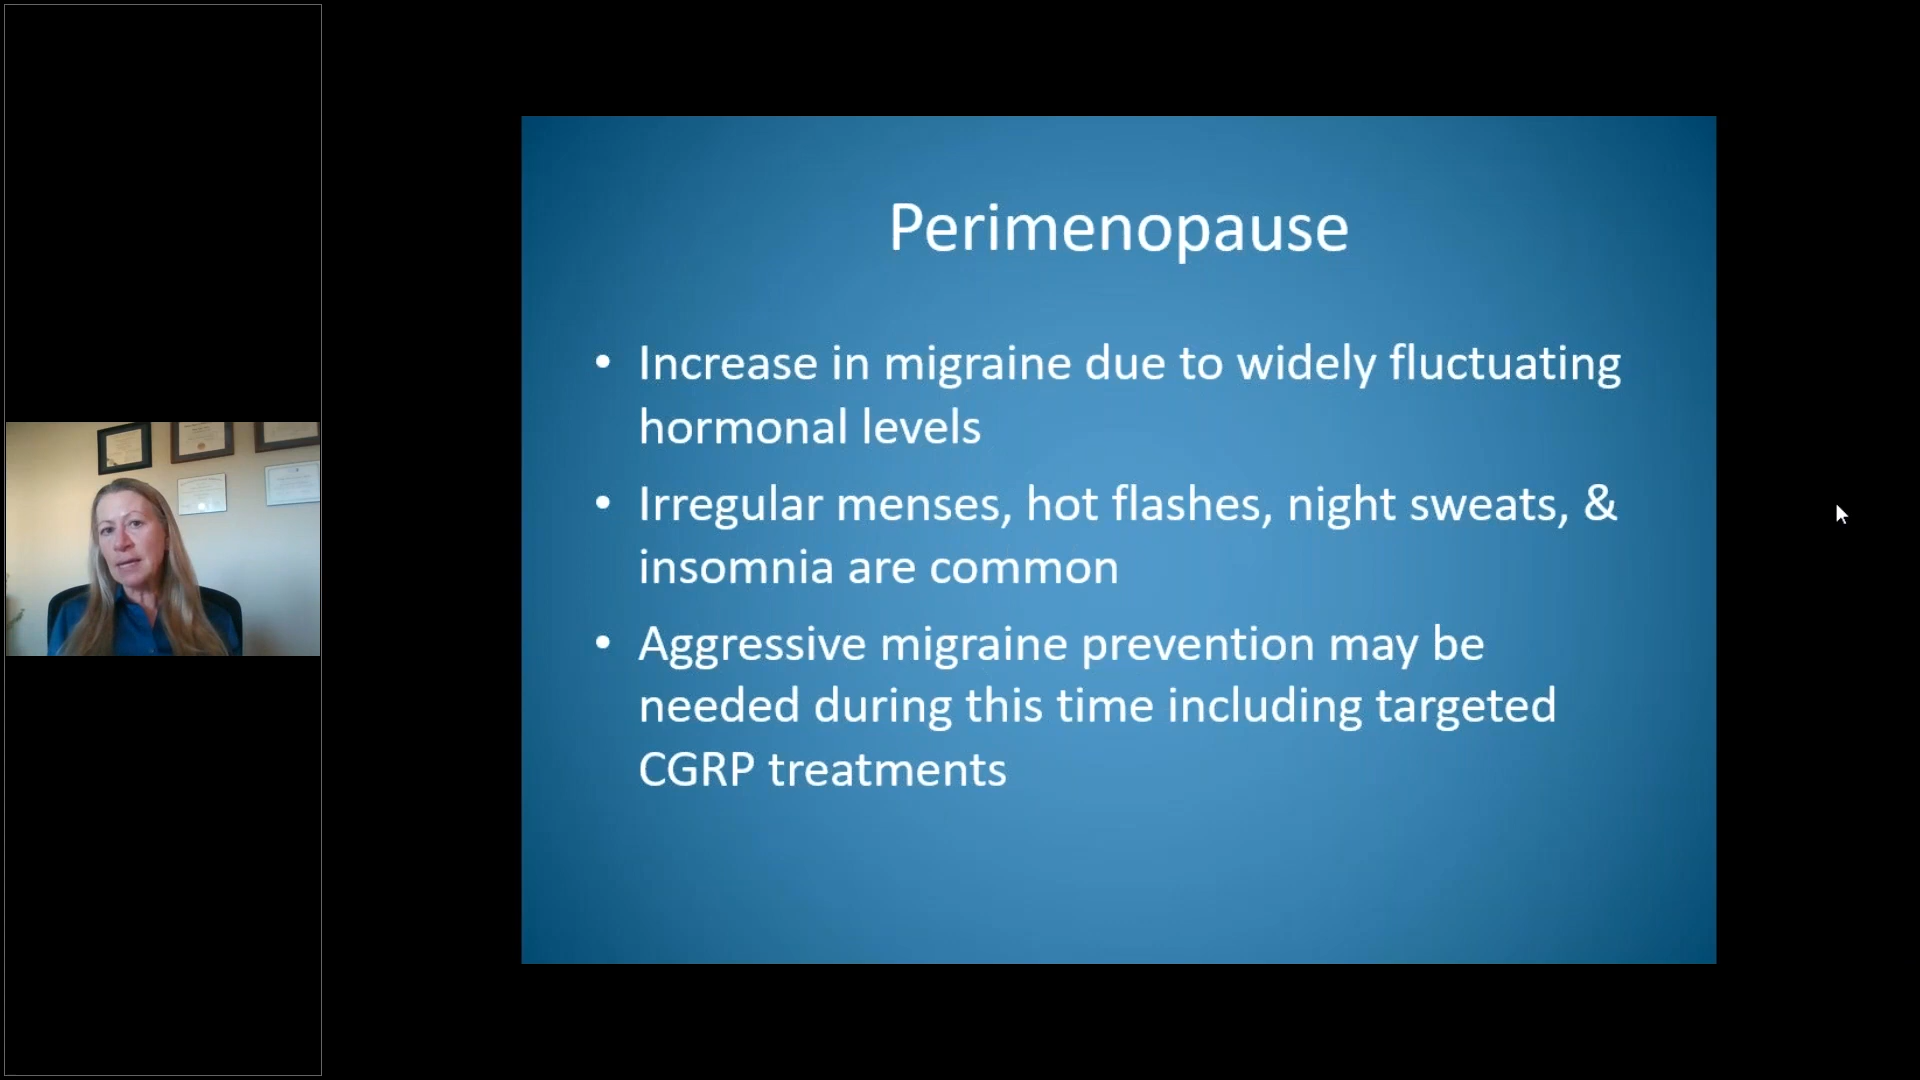 Perimenopause
• Increase in migraine due to widely fluctuating
hormonal levels
• Irregular menses, hot flashes, night sweats, &
insomnia are common
• Aggressive migraine prevention may be
needed during this time including targeted
CGRP treatments